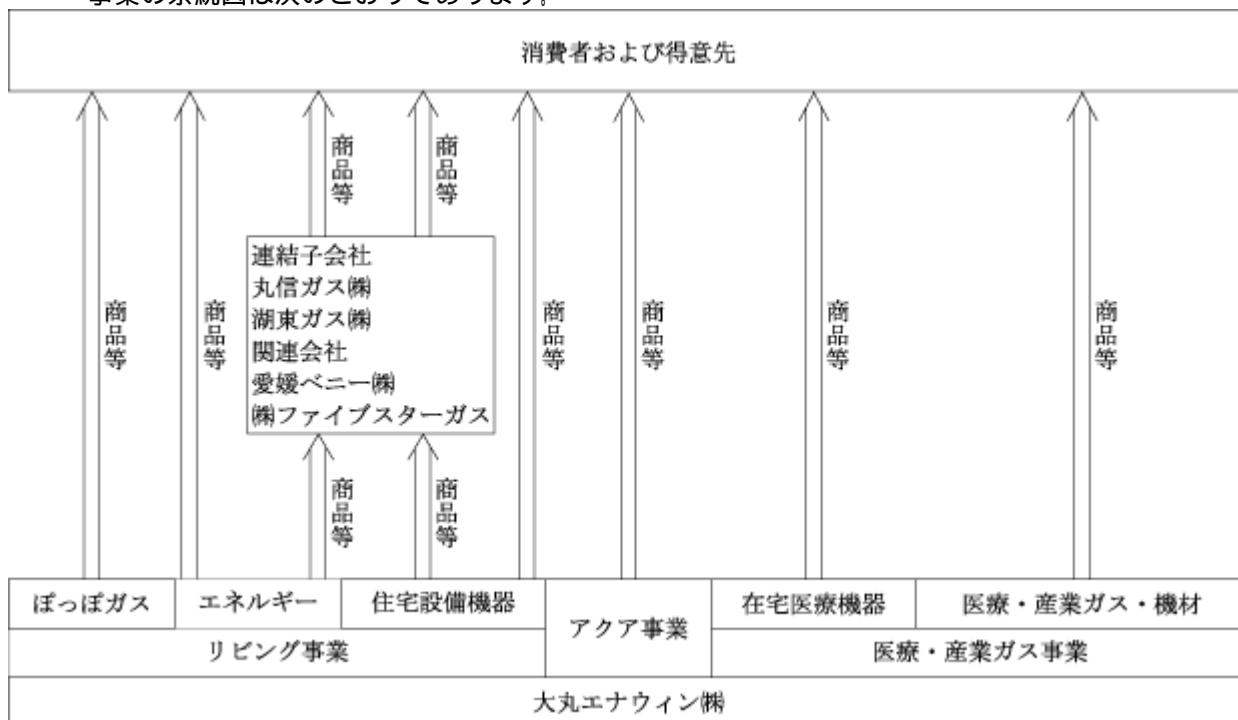 事業の系統図は次のとおりであります。
消費者および得意先
商品等
商品等
商品等
商品等
商品等
商品等
商品等
商品等
連結子会社
丸信ガス㈱
湖東ガス㈱
関連会社
愛媛ベニー㈱
㈱ファイブスターガス
商品等
商品等
ぽっぽガス
エネルギー
住宅設備機器
アクア事業
在宅医療機器
医療・産業ガス・機材
リビング事業
医療・産業ガス事業
大丸エナウィン㈱